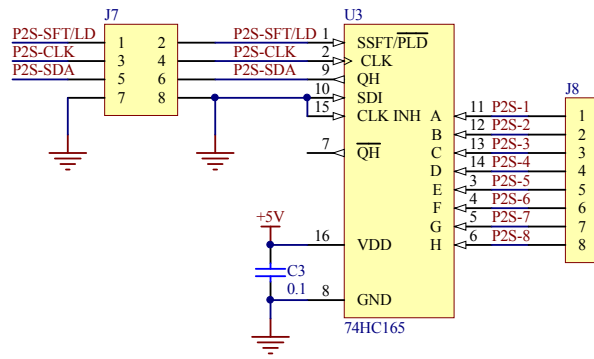 J7
P2S-SFT/LD 1 2 P2S-SFT/LD
P2S-CLK 3 4 P2S-CLK
P2S-SDA 5 6 P2S-SDA
7 8
U3
1 SSFT/PLD
2 CLK
9 QH
10 SDI
15 CLK INH
7 QH
16 VDD
8 GND
A 11 P2S-1
B 12 P2S-2
C 13 P2S-3
D 14 P2S-4
E 3 P2S-5
F 4 P2S-6
G 5 P2S-7
H 6 P2S-8
74HC165
J8
1
2
3
4
5
6
7
8
+5V
C3
0.1